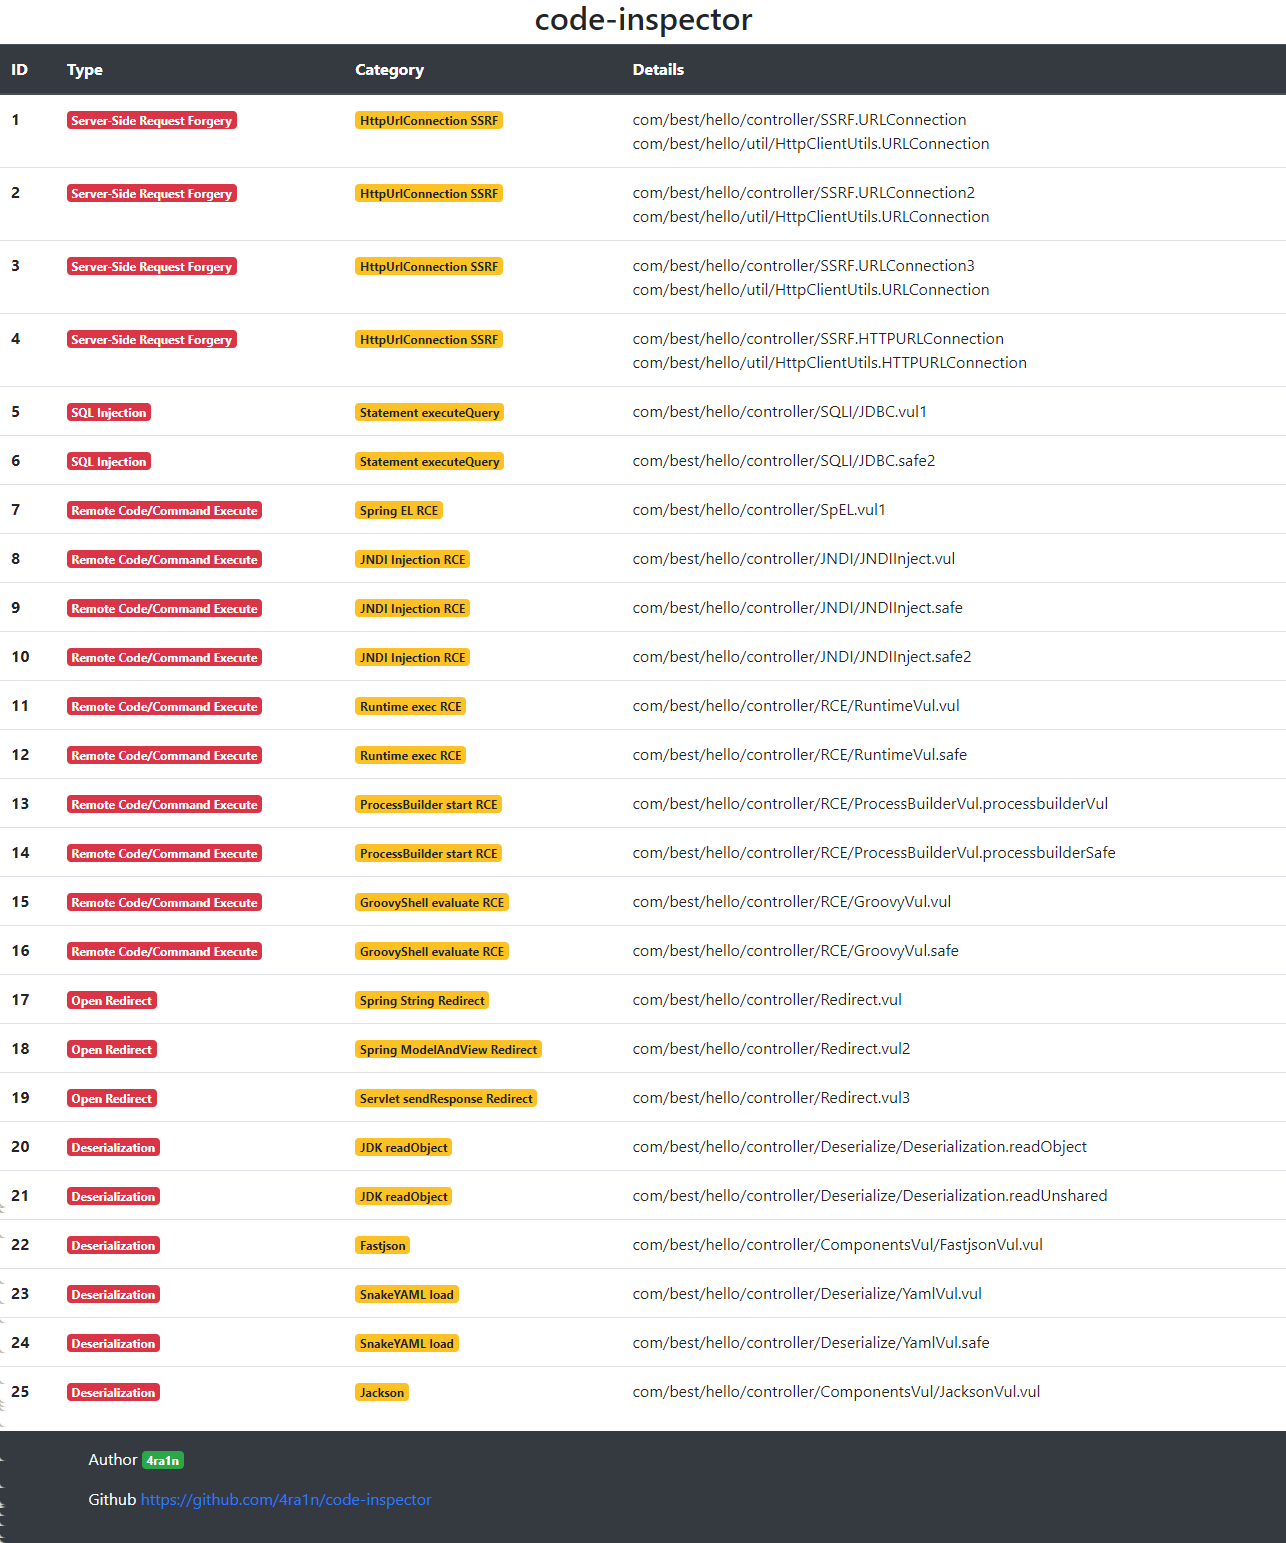 code-inspector
ID Type Category Details
1 Server-Side Request Forgery HttpUrlConnection SSRF com/best/hello/controller/SSRF.URLConnection
com/best/hello/util/HttpClientUtils.URLConnection
2 Server-Side Request Forgery HttpUrlConnection SSRF com/best/hello/controller/SSRF.URLConnection2
com/best/hello/util/HttpClientUtils.URLConnection
3 Server-Side Request Forgery HttpUrlConnection SSRF com/best/hello/controller/SSRF.URLConnection3
com/best/hello/util/HttpClientUtils.URLConnection
4 Server-Side Request Forgery HttpUrlConnection SSRF com/best/hello/controller/SSRF.HTTPURLConnection
com/best/hello/util/HttpClientUtils.HTTPURLConnection
5 SQL Injection Statement executeQuery com/best/hello/controller/SQLI/JDBC.vul1
6 SQL Injection Statement executeQuery com/best/hello/controller/SQLI/JDBC.safe2
7 Remote Code/Command Execute Spring EL RCE com/best/hello/controller/SpEL.vul1
8 Remote Code/Command Execute JNDI Injection RCE com/best/hello/controller/JNDI/JNDIInject.vul
9 Remote Code/Command Execute JNDI Injection RCE com/best/hello/controller/JNDI/JNDIInject.safe
10 Remote Code/Command Execute JNDI Injection RCE com/best/hello/controller/JNDI/JNDIInject.safe2
11 Remote Code/Command Execute Runtime exec RCE com/best/hello/controller/RCE/RuntimeVul.vul
12 Remote Code/Command Execute Runtime exec RCE com/best/hello/controller/RCE/RuntimeVul.safe
13 Remote Code/Command Execute ProcessBuilder start RCE com/best/hello/controller/RCE/ProcessBuilderVul.processbuilderVul
14 Remote Code/Command Execute ProcessBuilder start RCE com/best/hello/controller/RCE/ProcessBuilderVul.processbuilderSafe
15 Remote Code/Command Execute GroovyShell evaluate RCE com/best/hello/controller/RCE/GroovyVul.vul
16 Remote Code/Command Execute GroovyShell evaluate RCE com/best/hello/controller/RCE/GroovyVul.safe
17 Open Redirect Spring String Redirect com/best/hello/controller/Redirect.vul
18 Open Redirect Spring ModelAndView Redirect com/best/hello/controller/Redirect.vul2
19 Open Redirect Servlet sendResponse Redirect com/best/hello/controller/Redirect.vul3
20 Deserialization JDK readObject com/best/hello/controller/Deserialize/Deserialization.readObject
21 Deserialization JDK readObject com/best/hello/controller/Deserialize/Deserialization.readUnshared
22 Deserialization Fastjson com/best/hello/controller/ComponentsVul/FastjsonVul.vul
23 Deserialization SnakeYAML load com/best/hello/controller/Deserialize/YamlVul.vul
24 Deserialization SnakeYAML load com/best/hello/controller/Deserialize/YamlVul.safe
25 Deserialization Jackson com/best/hello/controller/ComponentsVul/JacksonVul.vul
Author 4ra1n
Github https://github.com/4ra1n/code-inspector